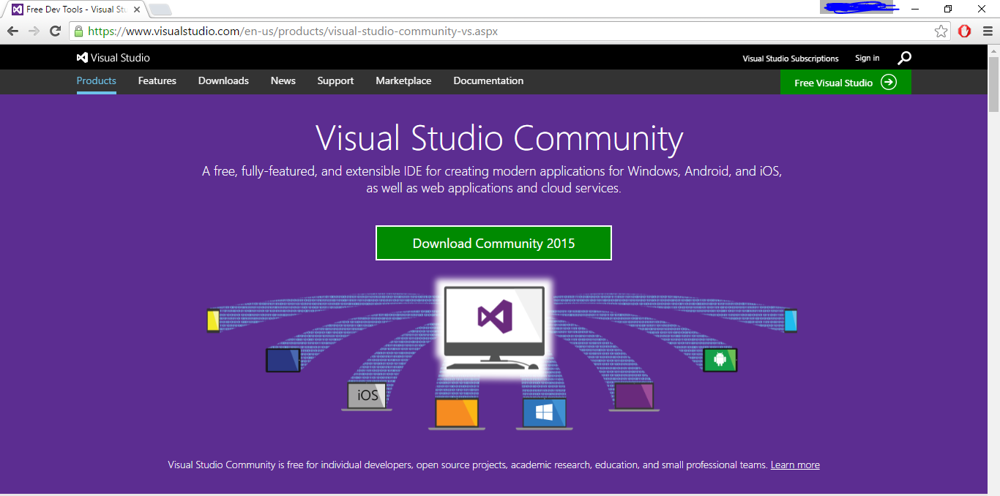 Free Dev Tools - Visual Stu
https://www.visualstudio.com/en-us/products/visual-studio-community-vs.aspx
Visual Studio
Visual Studio Subscriptions
Sign in
Products
Features
Downloads
News
Support
Marketplace
Documentation
Free Visual Studio
Visual Studio Community
A free, fully-featured, and extensible IDE for creating modern applications for Windows, Android, and iOS,
as well as web applications and cloud services.
Download Community 2015
iOS
Visual Studio Community is free for individual developers, open source projects, academic research, education, and small professional teams. Learn more